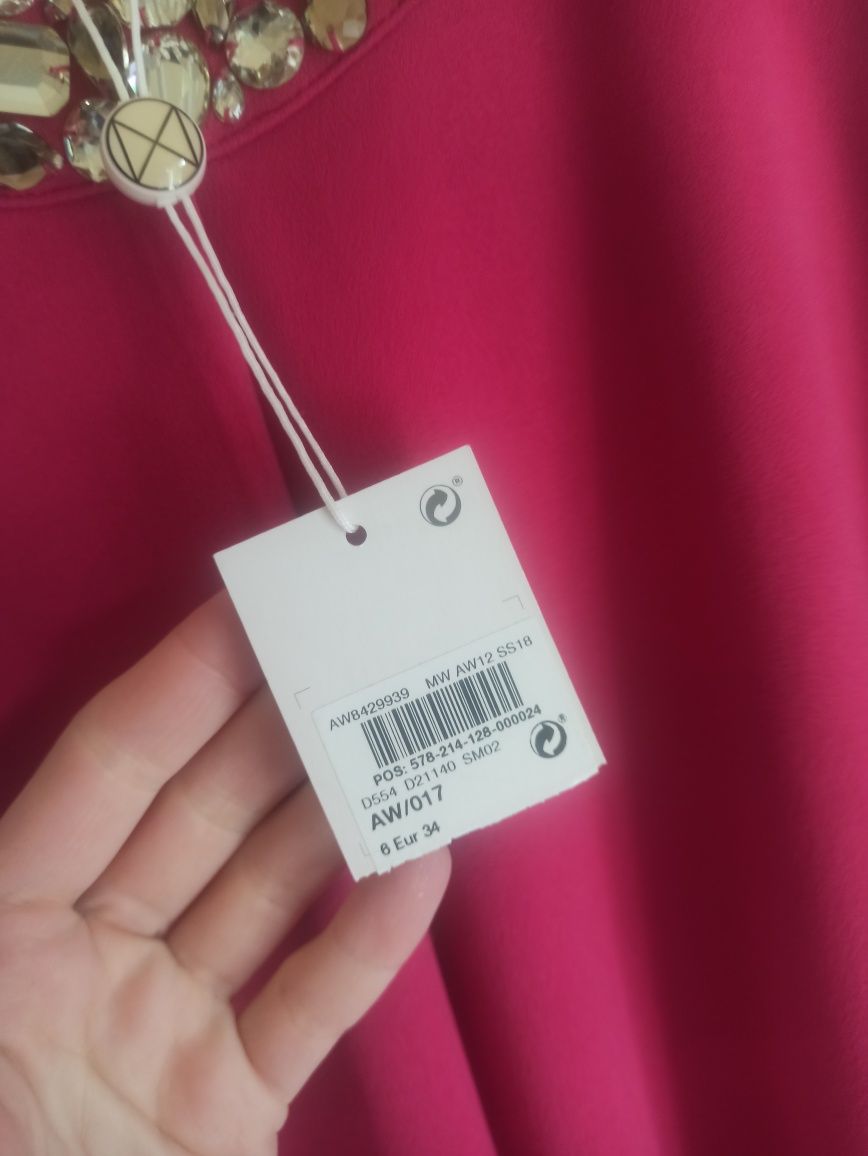 ®
AW8429939 MW AW12 SS18
POS: 578-214-128-000024
®
D554 D21140 SM02
AW/017
6 Eur 34